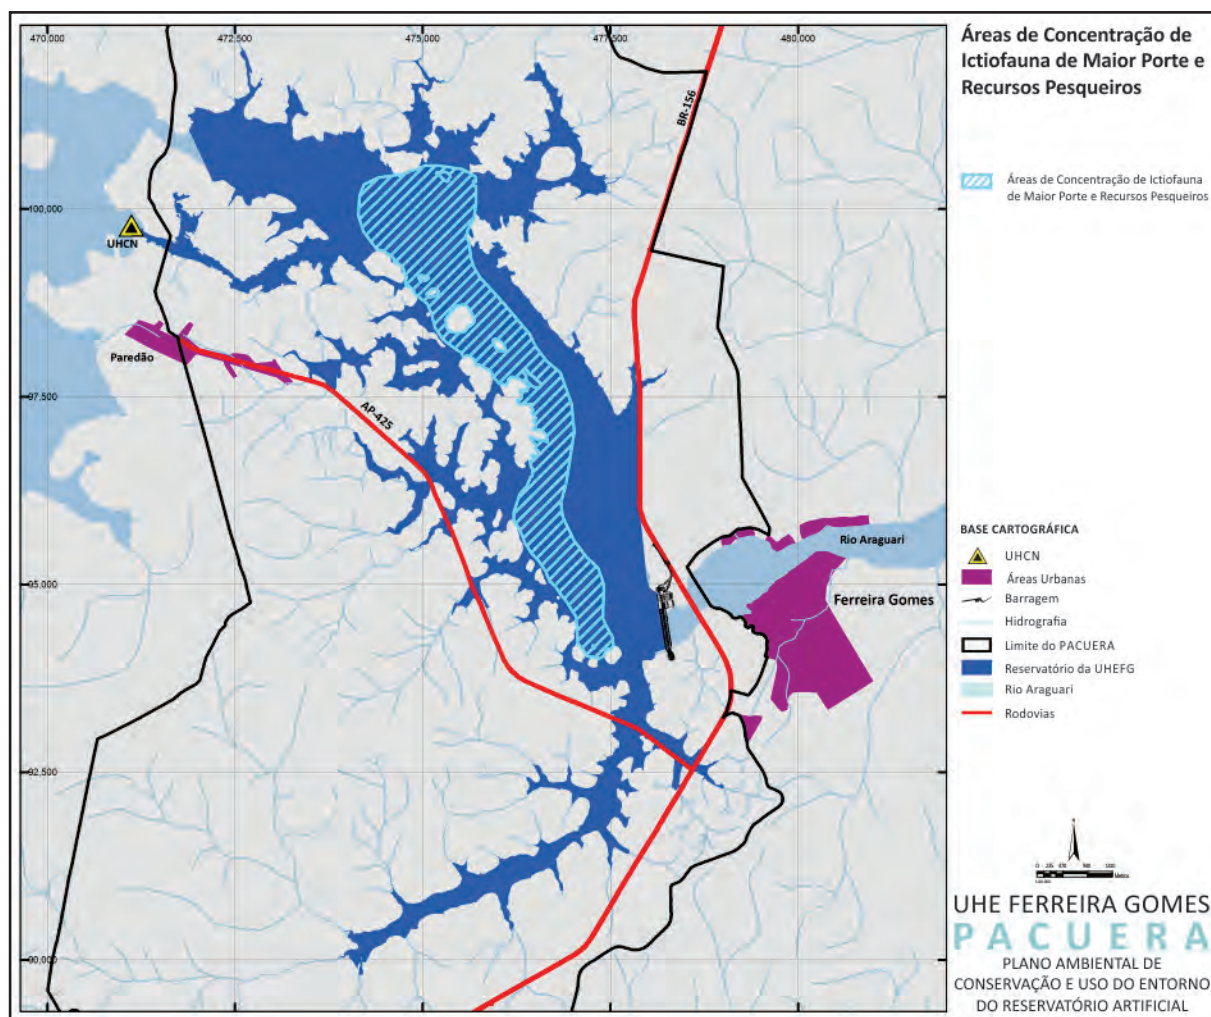 470,000
472,500
475,000
477,500
480,000
Áreas de Concentração de
Ictiofauna de Maior Porte e
Recursos Pesqueiros
BR-156
Áreas de Concentração de Ictiofauna
de Maior Porte e Recursos Pesqueiros
100,000
UHCN
Paredão
97,500
AP-425
BASE CARTOGRÁFICA
Rio Araguari
UHCN
Áreas Urbanas
95,000
Ferreira Gomes
Barragem
Hidrografia
Limite do PACUERA
Reservatório da UHEFG
Rio Araguari
Rodovias
92,500
Metros
UHE FERREIRA GOMES
PACUERA
90,000
PLANO AMBIENTAL DE
CONSERVAÇÃO E USO DO ENTORNO
DO RESERVATÓRIO ARTIFICIAL